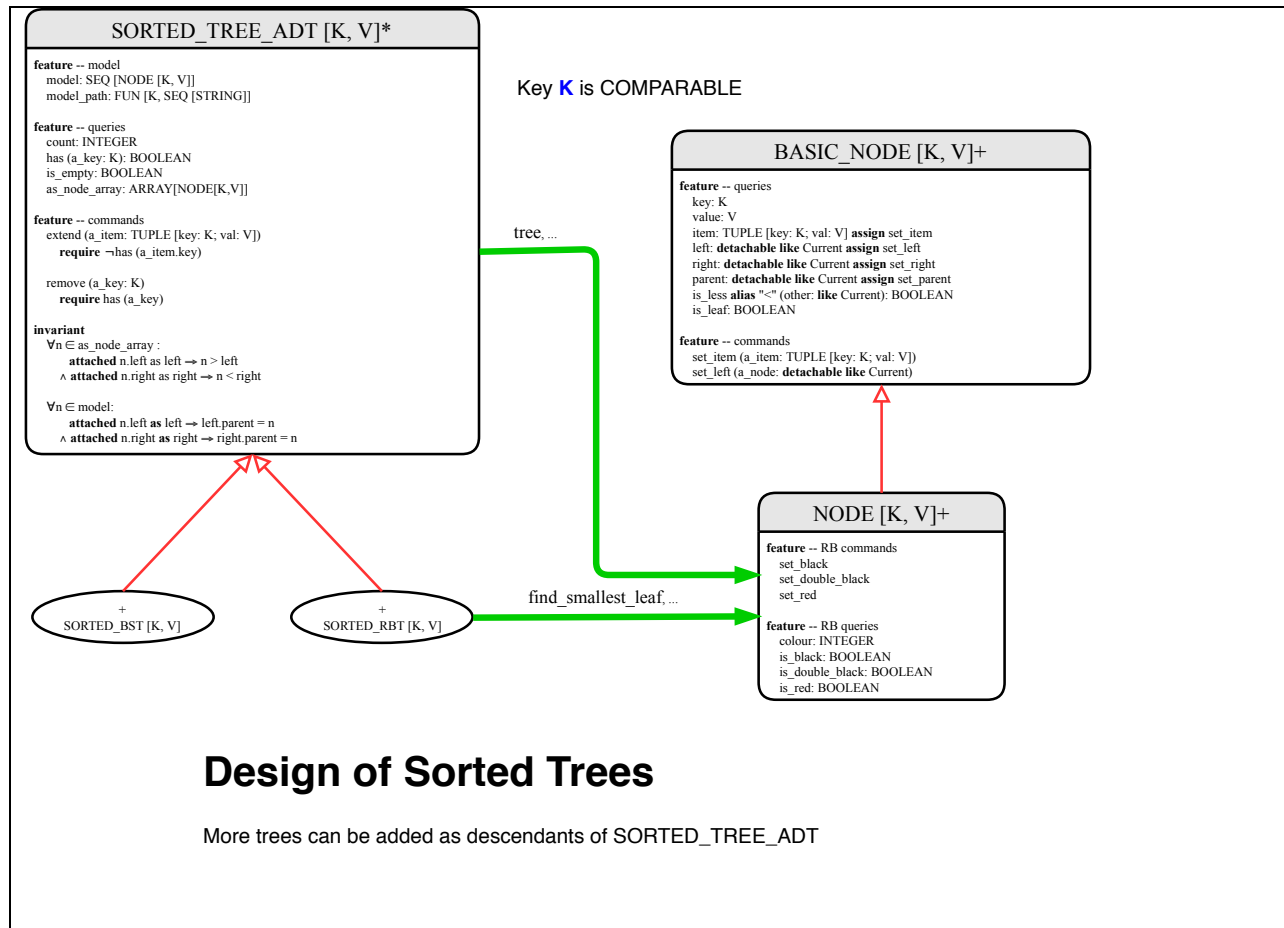 SORTED_TREE_ADT [K, V]*
feature -- model
model: SEQ [NODE [K, V]]
model_path: FUN [K, SEQ [STRING]]
feature -- queries
count: INTEGER
has (a_key: K): BOOLEAN
is_empty: BOOLEAN
as_node_array: ARRAY[NODE[K,V]]
feature -- commands
extend (a_item: TUPLE [key: K; val: V])
require ¬has (a_item.key)
remove (a_key: K)
require has (a_key)
invariant
∀n ∈ as_node_array :
attached n.left as left ⇒ n > left
∧ attached n.right as right ⇒ n < right
∀n ∈ model:
attached n.left as left ⇒ left.parent = n
∧ attached n.right as right ⇒ right.parent = n
Key K is COMPARABLE
BASIC_NODE [K, V]+
feature -- queries
key: K
value: V
item: TUPLE [key: K; val: V] assign set_item
left: detachable like Current assign set_left
right: detachable like Current assign set_right
parent: detachable like Current assign set_parent
is_less alias "<" (other: like Current): BOOLEAN
is_leaf: BOOLEAN
feature -- commands
set_item (a_item: TUPLE [key: K; val: V])
set_left (a_node: detachable like Current)
tree, ...
NODE [K, V]+
feature -- RB commands
set_black
set_double_black
set_red
feature -- RB queries
colour: INTEGER
is_black: BOOLEAN
is_double_black: BOOLEAN
is_red: BOOLEAN
+
SORTED_BST [K, V]
+
SORTED_RBT [K, V]
find_smallest_leaf, ...
Design of Sorted Trees
More trees can be added as descendants of SORTED_TREE_ADT